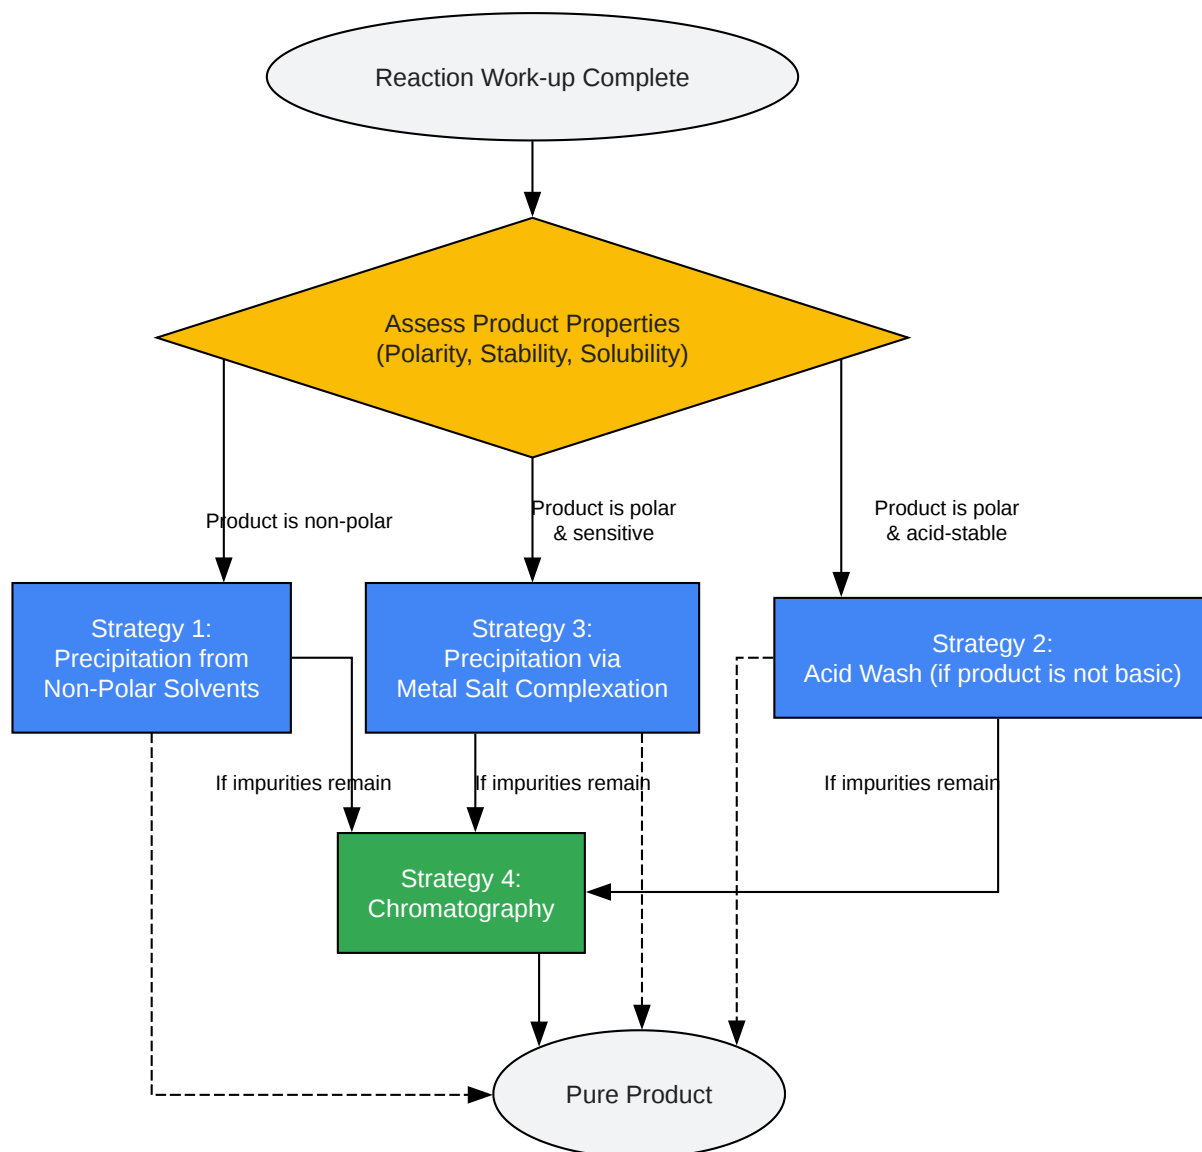 Reaction Work-up Complete
Assess Product Properties
(Polarity, Stability, Solubility)
Product is non-polar
Product is polar
& sensitive
Product is polar
& acid-stable
Strategy 1:
Precipitation from
Non-Polar Solvents
Strategy 3:
Precipitation via
Metal Salt Complexation
Strategy 2:
Acid Wash (if product is not basic)
If impurities remain
If impurities remain
If impurities remain
Strategy 4:
Chromatography
Pure Product